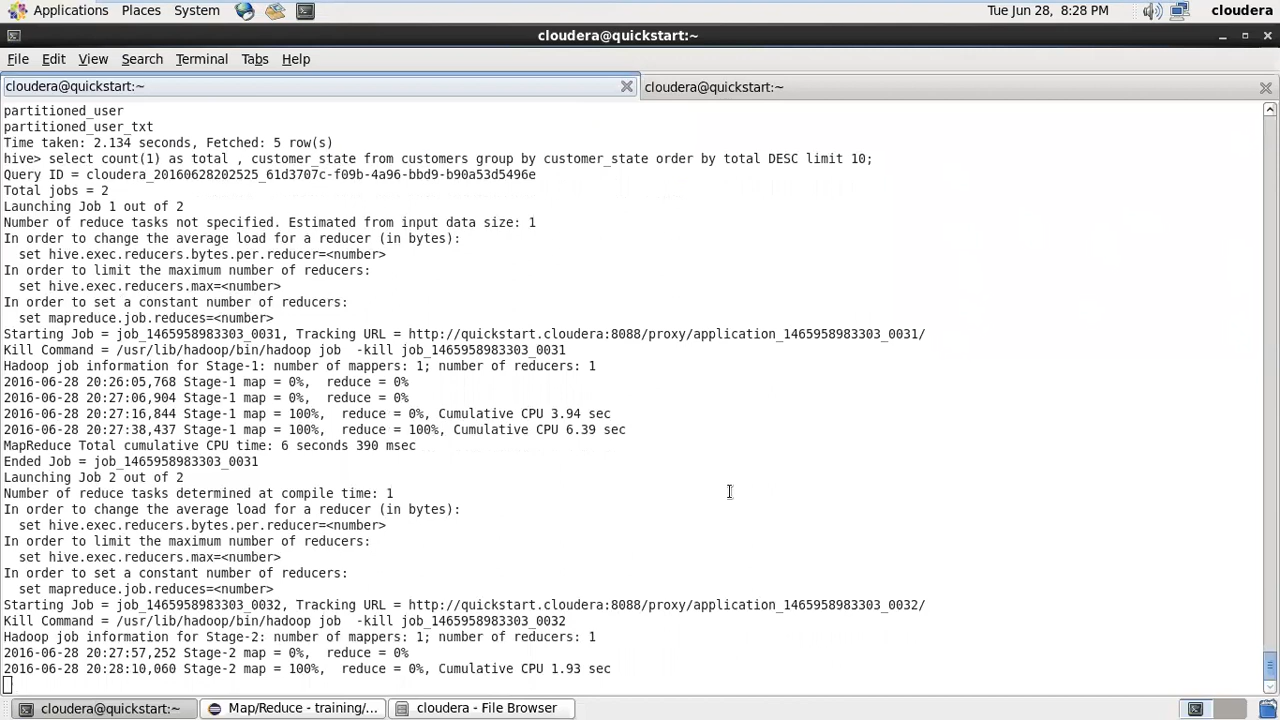 Applications Places System Tue Jun 28, 8:28 PM cloudera
cloudera@quickstart:~
File Edit View Search Terminal Tabs Help
cloudera@quickstart:~ cloudera@quickstart:~
partitioned_user
partitioned_user_txt
Time taken: 2.134 seconds, Fetched: 5 row(s)
hive> select count(1) as total , customer_state from customers group by customer_state order by total DESC limit 10;
Query ID = cloudera_20160628202525_61d3707c-f09b-4a96-bbd9-b90a53d5496e
Total jobs = 2
Launching Job 1 out of 2
Number of reduce tasks not specified. Estimated from input data size: 1
In order to change the average load for a reducer (in bytes):
  set hive.exec.reducers.bytes.per.reducer=<number>
In order to limit the maximum number of reducers:
  set hive.exec.reducers.max=<number>
In order to set a constant number of reducers:
  set mapreduce.job.reduces=<number>
Starting Job = job_1465958983303_0031, Tracking URL = http://quickstart.cloudera:8088/proxy/application_1465958983303_0031/
Kill Command = /usr/lib/hadoop/bin/hadoop job  -kill job_1465958983303_0031
Hadoop job information for Stage-1: number of mappers: 1; number of reducers: 1
2016-06-28 20:26:05,768 Stage-1 map = 0%,  reduce = 0%
2016-06-28 20:27:06,904 Stage-1 map = 0%,  reduce = 0%
2016-06-28 20:27:16,844 Stage-1 map = 100%,  reduce = 0%, Cumulative CPU 3.94 sec
2016-06-28 20:27:38,437 Stage-1 map = 100%,  reduce = 100%, Cumulative CPU 6.39 sec
MapReduce Total cumulative CPU time: 6 seconds 390 msec
Ended Job = job_1465958983303_0031
Launching Job 2 out of 2
Number of reduce tasks determined at compile time: 1
In order to change the average load for a reducer (in bytes):
  set hive.exec.reducers.bytes.per.reducer=<number>
In order to limit the maximum number of reducers:
  set hive.exec.reducers.max=<number>
In order to set a constant number of reducers:
  set mapreduce.job.reduces=<number>
Starting Job = job_1465958983303_0032, Tracking URL = http://quickstart.cloudera:8088/proxy/application_1465958983303_0032/
Kill Command = /usr/lib/hadoop/bin/hadoop job  -kill job_1465958983303_0032
Hadoop job information for Stage-2: number of mappers: 1; number of reducers: 1
2016-06-28 20:27:57,252 Stage-2 map = 0%,  reduce = 0%
2016-06-28 20:28:10,060 Stage-2 map = 100%,  reduce = 0%, Cumulative CPU 1.93 sec
cloudera@quickstart:~ Map/Reduce - training/... cloudera - File Browser